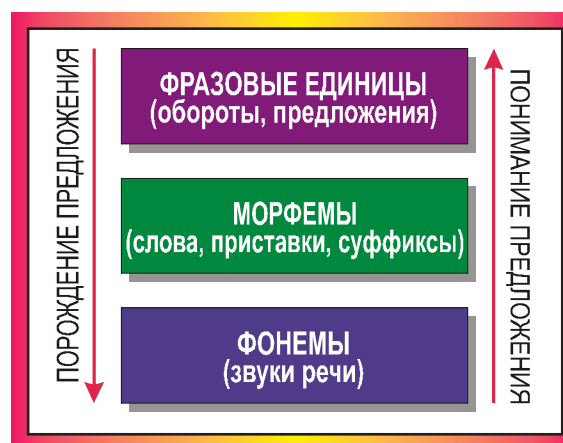 ПОРОЖДЕНИЕ ПРЕДЛОЖЕНИЯ
ФРАЗОВЫЕ ЕДИНИЦЫ
(обороты, предложения)
МОРФЕМЫ
(слова, приставки, суффиксы)
ФОНЕМЫ
(звуки речи)
ПОНИМАНИЕ ПРЕДЛОЖЕНИЯ